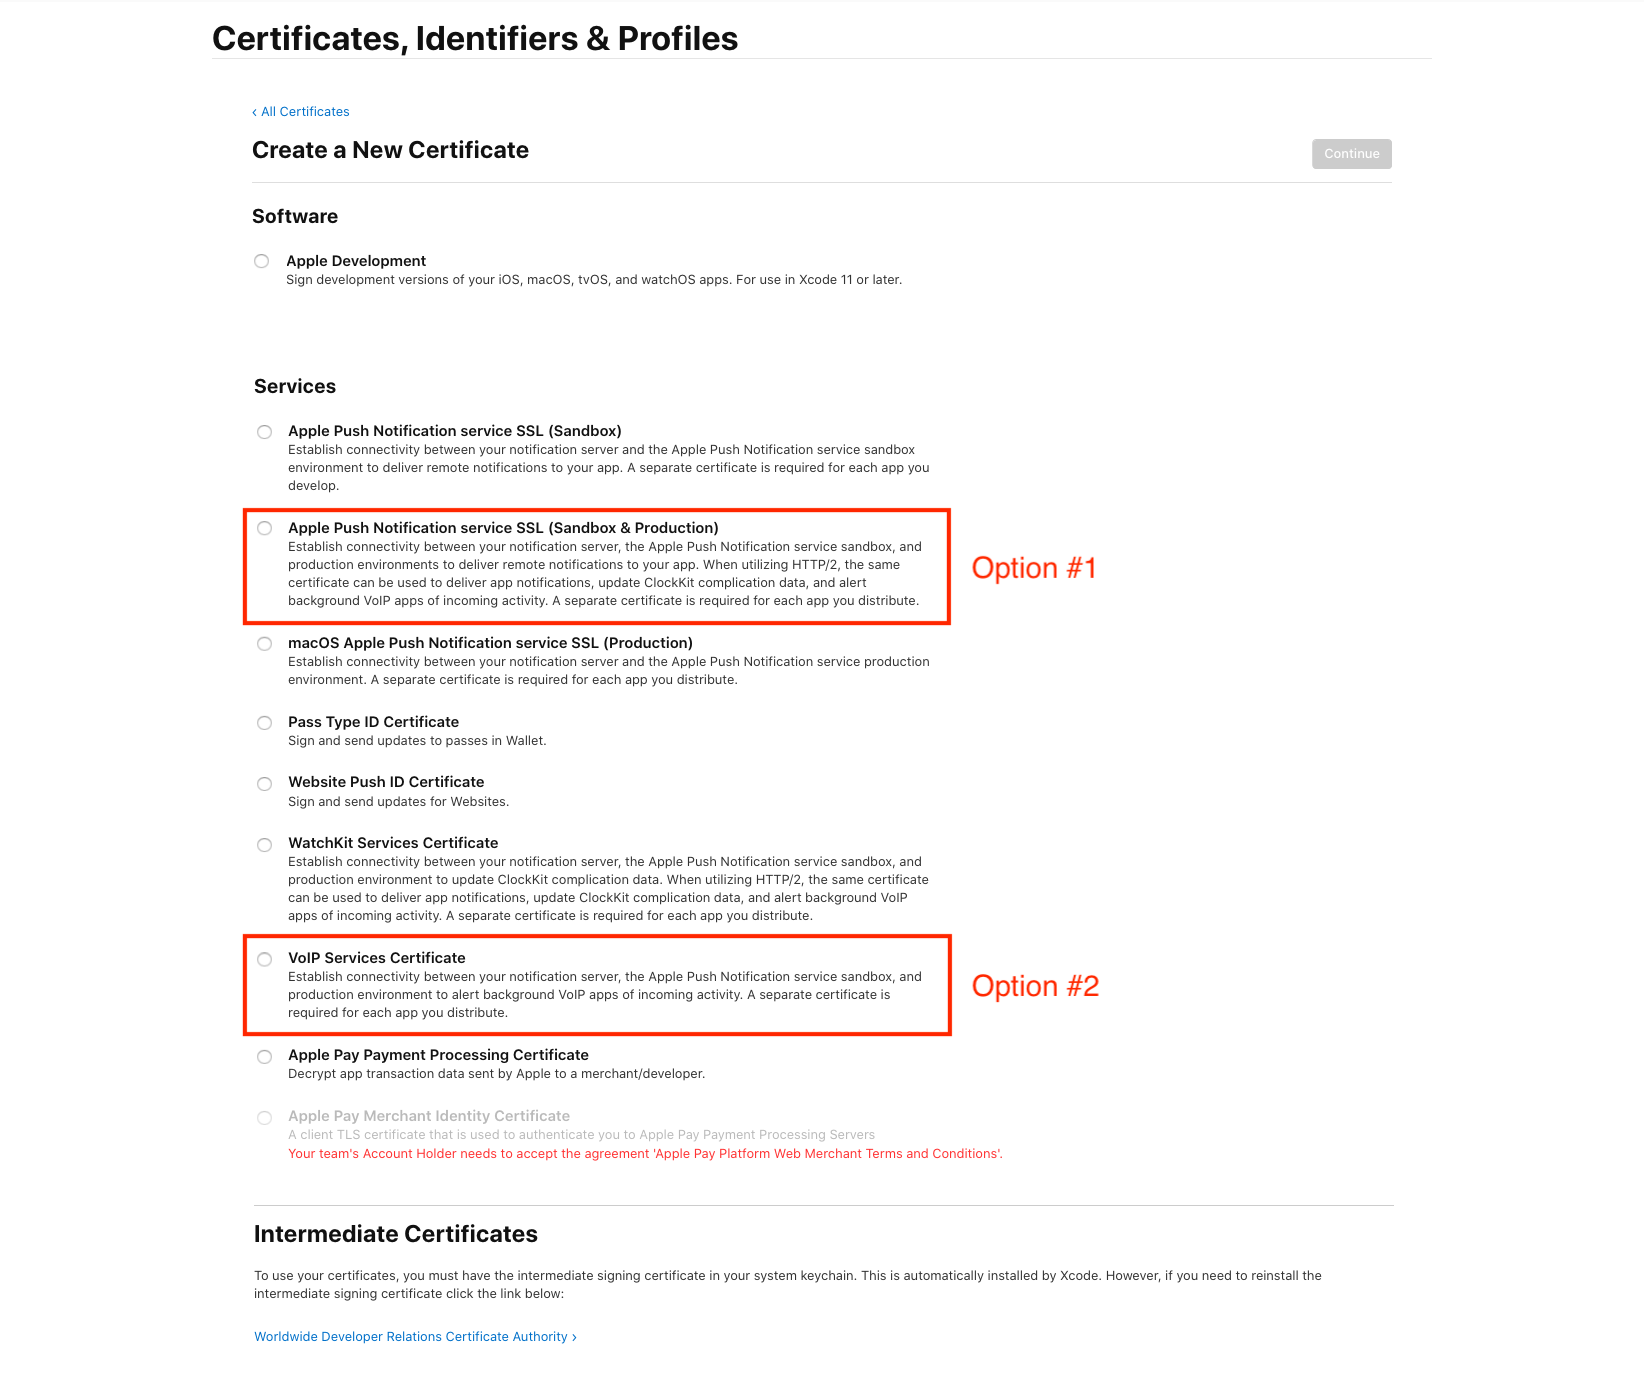 Certificates, Identifiers & Profiles
‹ All Certificates
Create a New Certificate
Continue
Software
Apple Development
Sign development versions of your iOS, macOS, tvOS, and watchOS apps. For use in Xcode 11 or later.
Services
Apple Push Notification service SSL (Sandbox)
Establish connectivity between your notification server and the Apple Push Notification service sandbox
environment to deliver remote notifications to your app. A separate certificate is required for each app you
develop.
Apple Push Notification service SSL (Sandbox & Production)
Establish connectivity between your notification server, the Apple Push Notification service sandbox, and
production environments to deliver remote notifications to your app. When utilizing HTTP/2, the same
certificate can be used to deliver app notifications, update ClockKit complication data, and alert
background VoIP apps of incoming activity. A separate certificate is required for each app you distribute.
Option #1
macOS Apple Push Notification service SSL (Production)
Establish connectivity between your notification server and the Apple Push Notification service production
environment. A separate certificate is required for each app you distribute.
Pass Type ID Certificate
Sign and send updates to passes in Wallet.
Website Push ID Certificate
Sign and send updates for Websites.
WatchKit Services Certificate
Establish connectivity between your notification server, the Apple Push Notification service sandbox, and
production environment to update ClockKit complication data. When utilizing HTTP/2, the same certificate
can be used to deliver app notifications, update ClockKit complication data, and alert background VoIP
apps of incoming activity. A separate certificate is required for each app you distribute.
VoIP Services Certificate
Establish connectivity between your notification server, the Apple Push Notification service sandbox, and
production environment to alert background VoIP apps of incoming activity. A separate certificate is
required for each app you distribute.
Option #2
Apple Pay Payment Processing Certificate
Decrypt app transaction data sent by Apple to a merchant/developer.
Apple Pay Merchant Identity Certificate
A client TLS certificate that is used to authenticate you to Apple Pay Payment Processing Servers
Your team's Account Holder needs to accept the agreement 'Apple Pay Platform Web Merchant Terms and Conditions'.
Intermediate Certificates
To use your certificates, you must have the intermediate signing certificate in your system keychain. This is automatically installed by Xcode. However, if you need to reinstall the
intermediate signing certificate click the link below:
Worldwide Developer Relations Certificate Authority ›